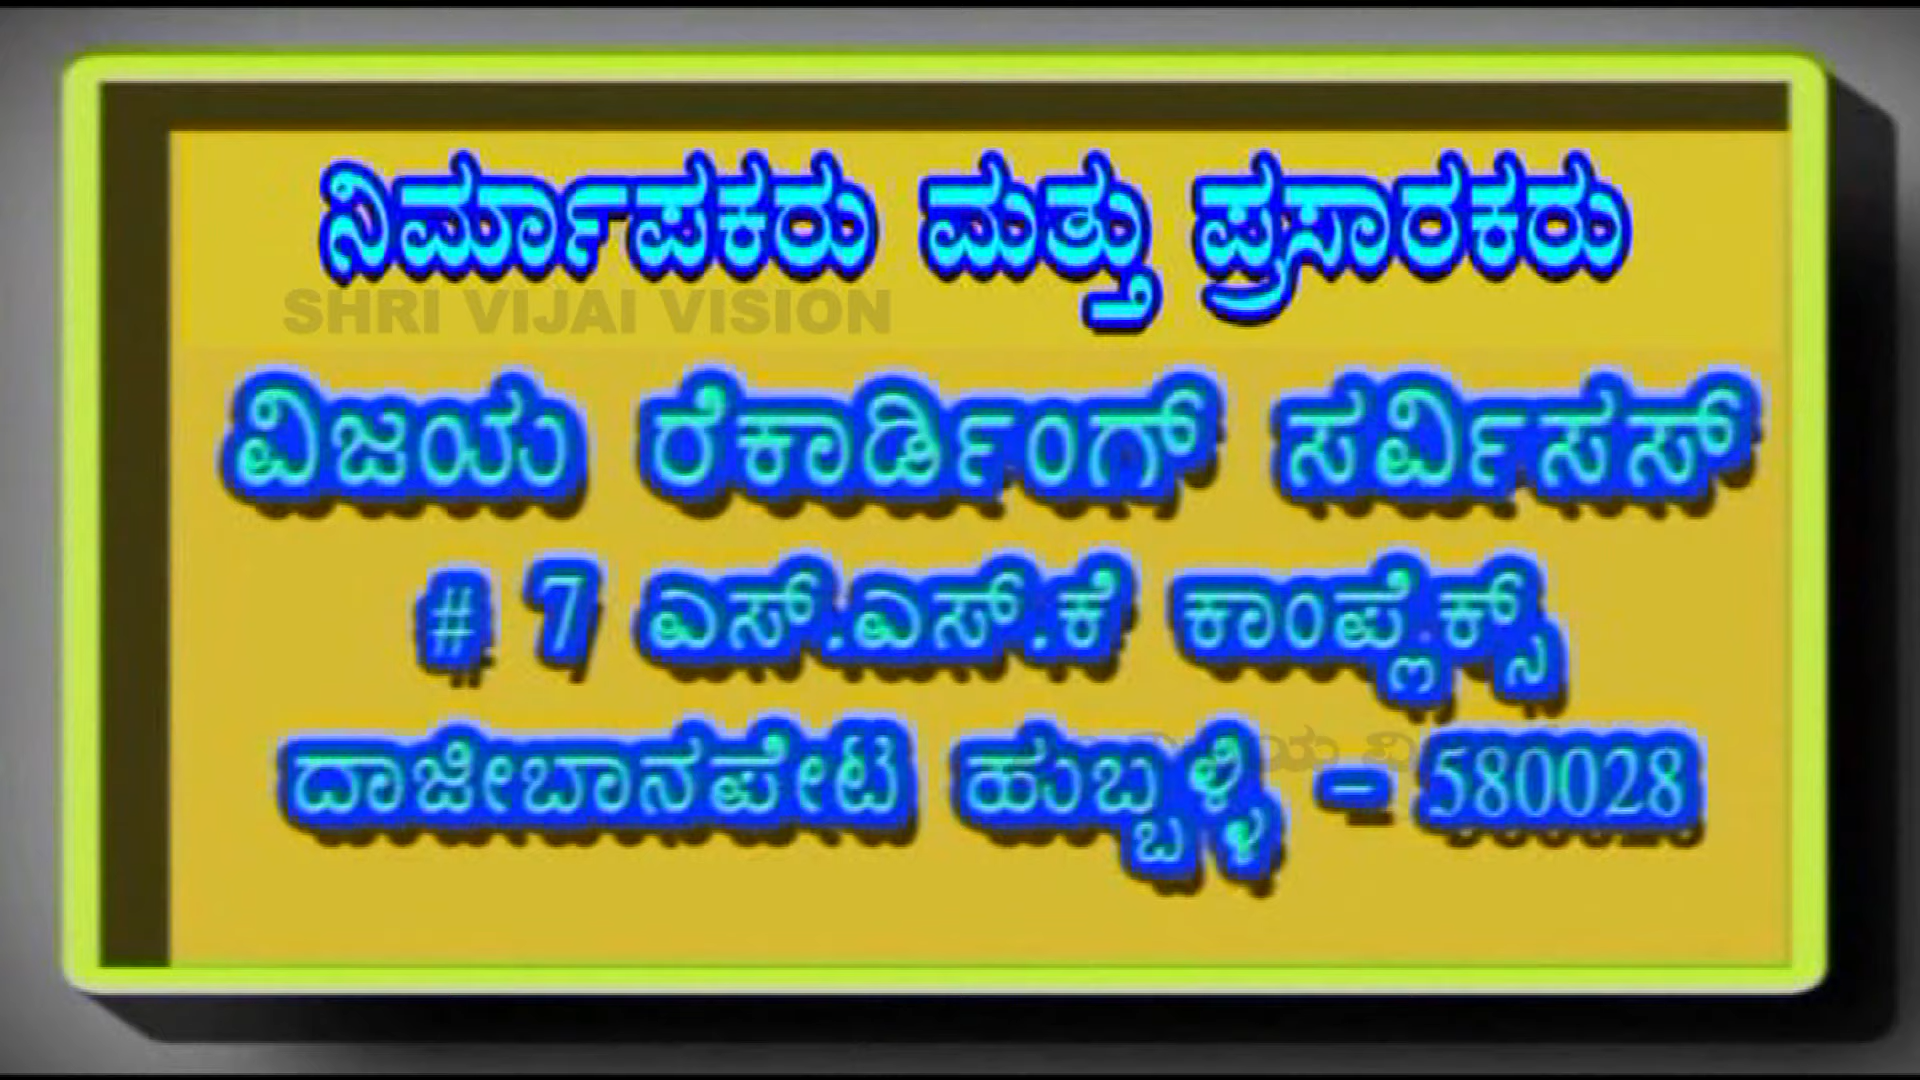 ನಿರ್ಮಾಪಕರು ಮತ್ತು ಪ್ರಸಾರಕರು
SHRI VIJAI VISION
ವಿಜಯ ರೆಕಾರ್ಡಿಂಗ್ ಸರ್ವಿಸಸ್
# 7 ಎಸ್.ಎಸ್.ಕೆ ಕಾಂಪ್ಲೆಕ್ಸ್
ದಾಜೀಬಾನಪೇಟ ಹುಬ್ಬಳ್ಳಿ – 580028